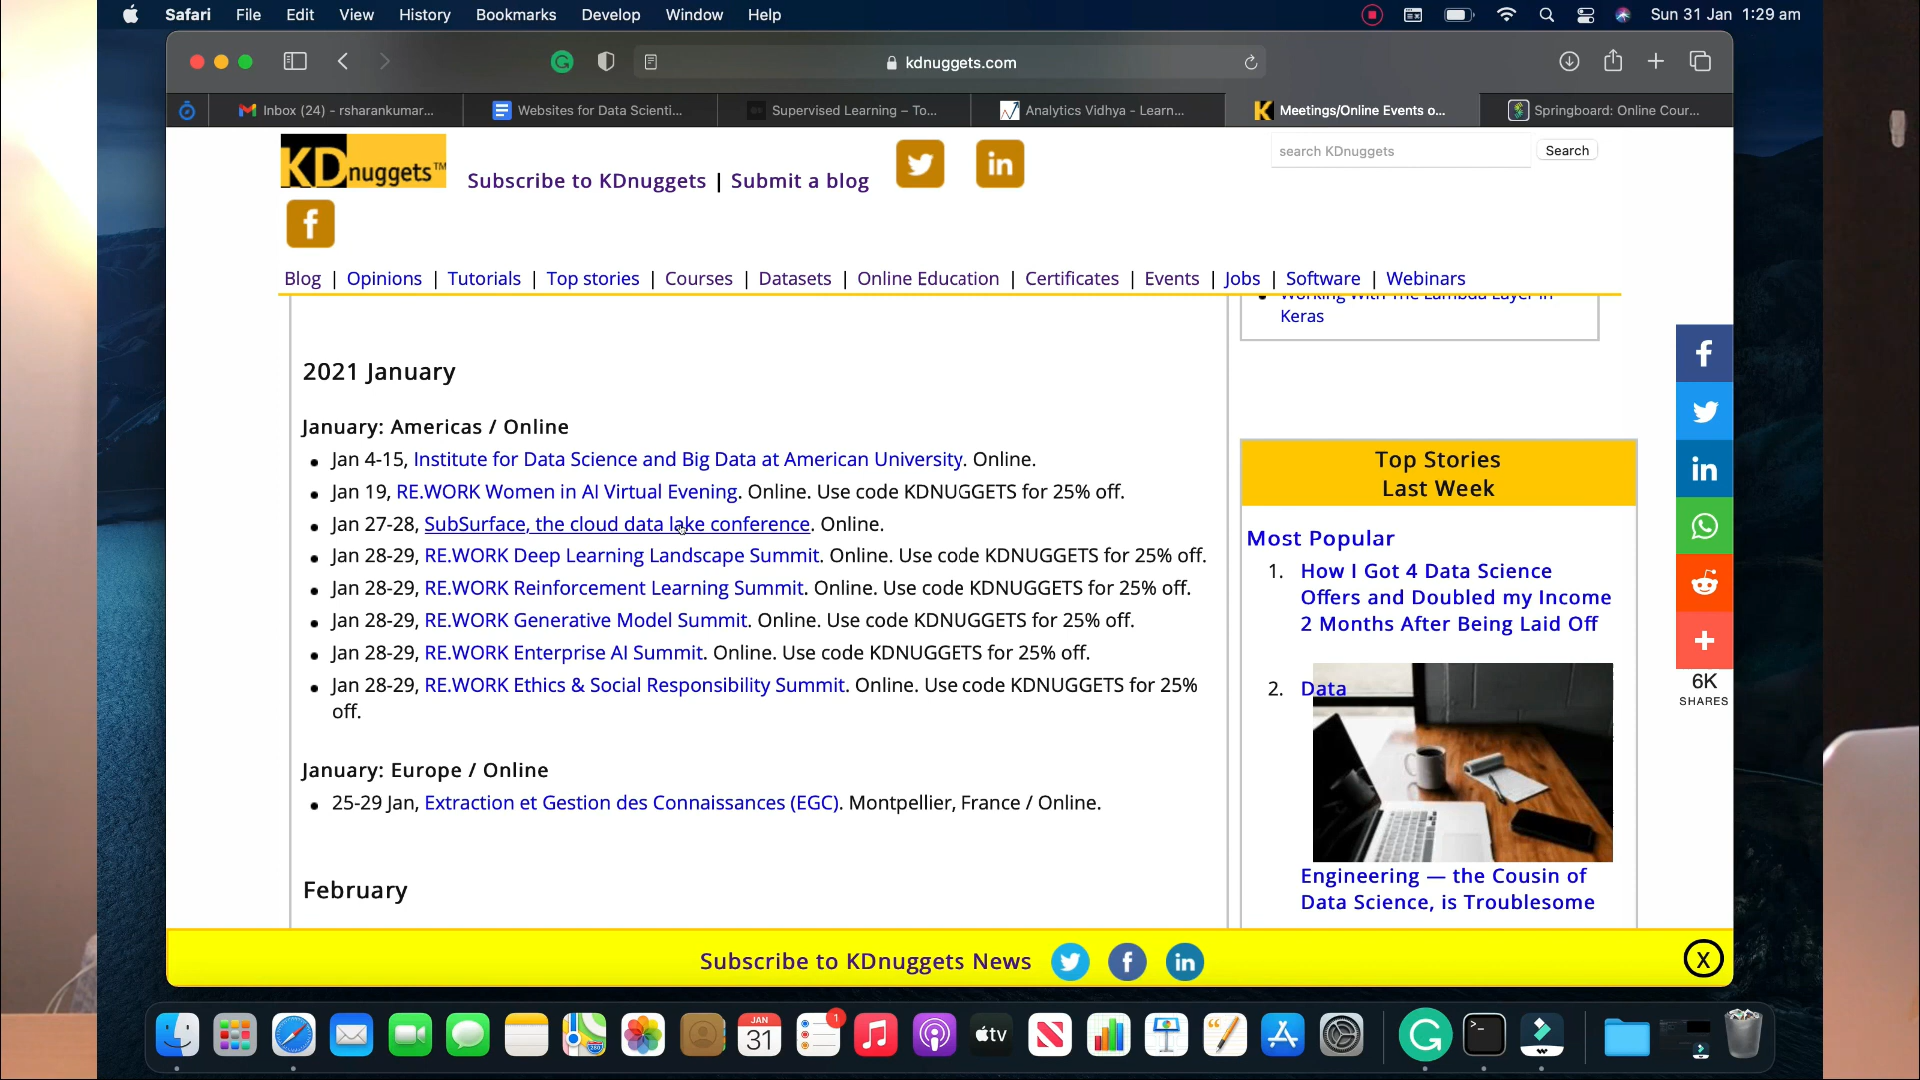 Safari File Edit View History Bookmarks Develop Window Help Sun 31 Jan 1:29 am
kdnuggets.com
Inbox (24) - rsharankumar... Websites for Data Scienti... Supervised Learning – To... Analytics Vidhya - Learn... Meetings/Online Events o... Springboard: Online Cour...
KDnuggets™ Subscribe to KDnuggets | Submit a blog search KDnuggets Search
Blog | Opinions | Tutorials | Top stories | Courses | Datasets | Online Education | Certificates | Events | Jobs | Software | Webinars
Working With The Lambda Layer in
Keras
2021 January
January: Americas / Online
Jan 4-15, Institute for Data Science and Big Data at American University. Online.
Jan 19, RE.WORK Women in AI Virtual Evening. Online. Use code KDNUGGETS for 25% off.
Jan 27-28, SubSurface, the cloud data lake conference. Online.
Jan 28-29, RE.WORK Deep Learning Landscape Summit. Online. Use code KDNUGGETS for 25% off.
Jan 28-29, RE.WORK Reinforcement Learning Summit. Online. Use code KDNUGGETS for 25% off.
Jan 28-29, RE.WORK Generative Model Summit. Online. Use code KDNUGGETS for 25% off.
Jan 28-29, RE.WORK Enterprise AI Summit. Online. Use code KDNUGGETS for 25% off.
Jan 28-29, RE.WORK Ethics & Social Responsibility Summit. Online. Use code KDNUGGETS for 25%
off.
January: Europe / Online
25-29 Jan, Extraction et Gestion des Connaissances (EGC). Montpellier, France / Online.
February
Top Stories
Last Week
Most Popular
1. How I Got 4 Data Science
Offers and Doubled my Income
2 Months After Being Laid Off
2. Data
Engineering — the Cousin of
Data Science, is Troublesome
6K
SHARES
Subscribe to KDnuggets News
X
JAN
31
1
tv